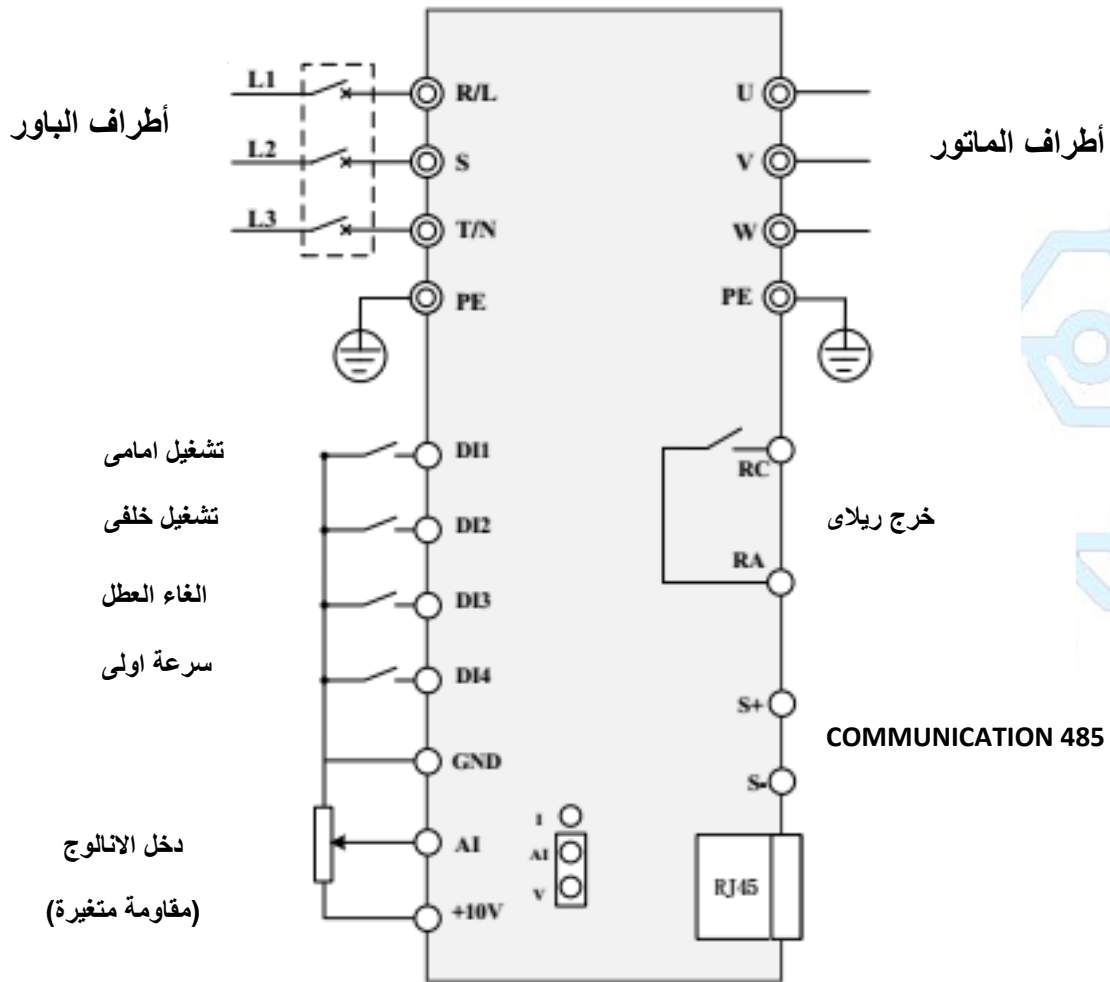 أطراف الباور
L1
L2
L3
R/L
S
T/N
PE
U
V
W
PE
أطراف الماتور
تشغيل امامى
DI1
تشغيل خلفى
DI2
الغاء العطل
DI3
سرعة اولى
DI4
GND
دخل الانالوج
(مقاومة متغيرة)
AI
+10V
I
AI
V
RC
خرج ريلاى
RA
S+
COMMUNICATION 485
S-
RJ45